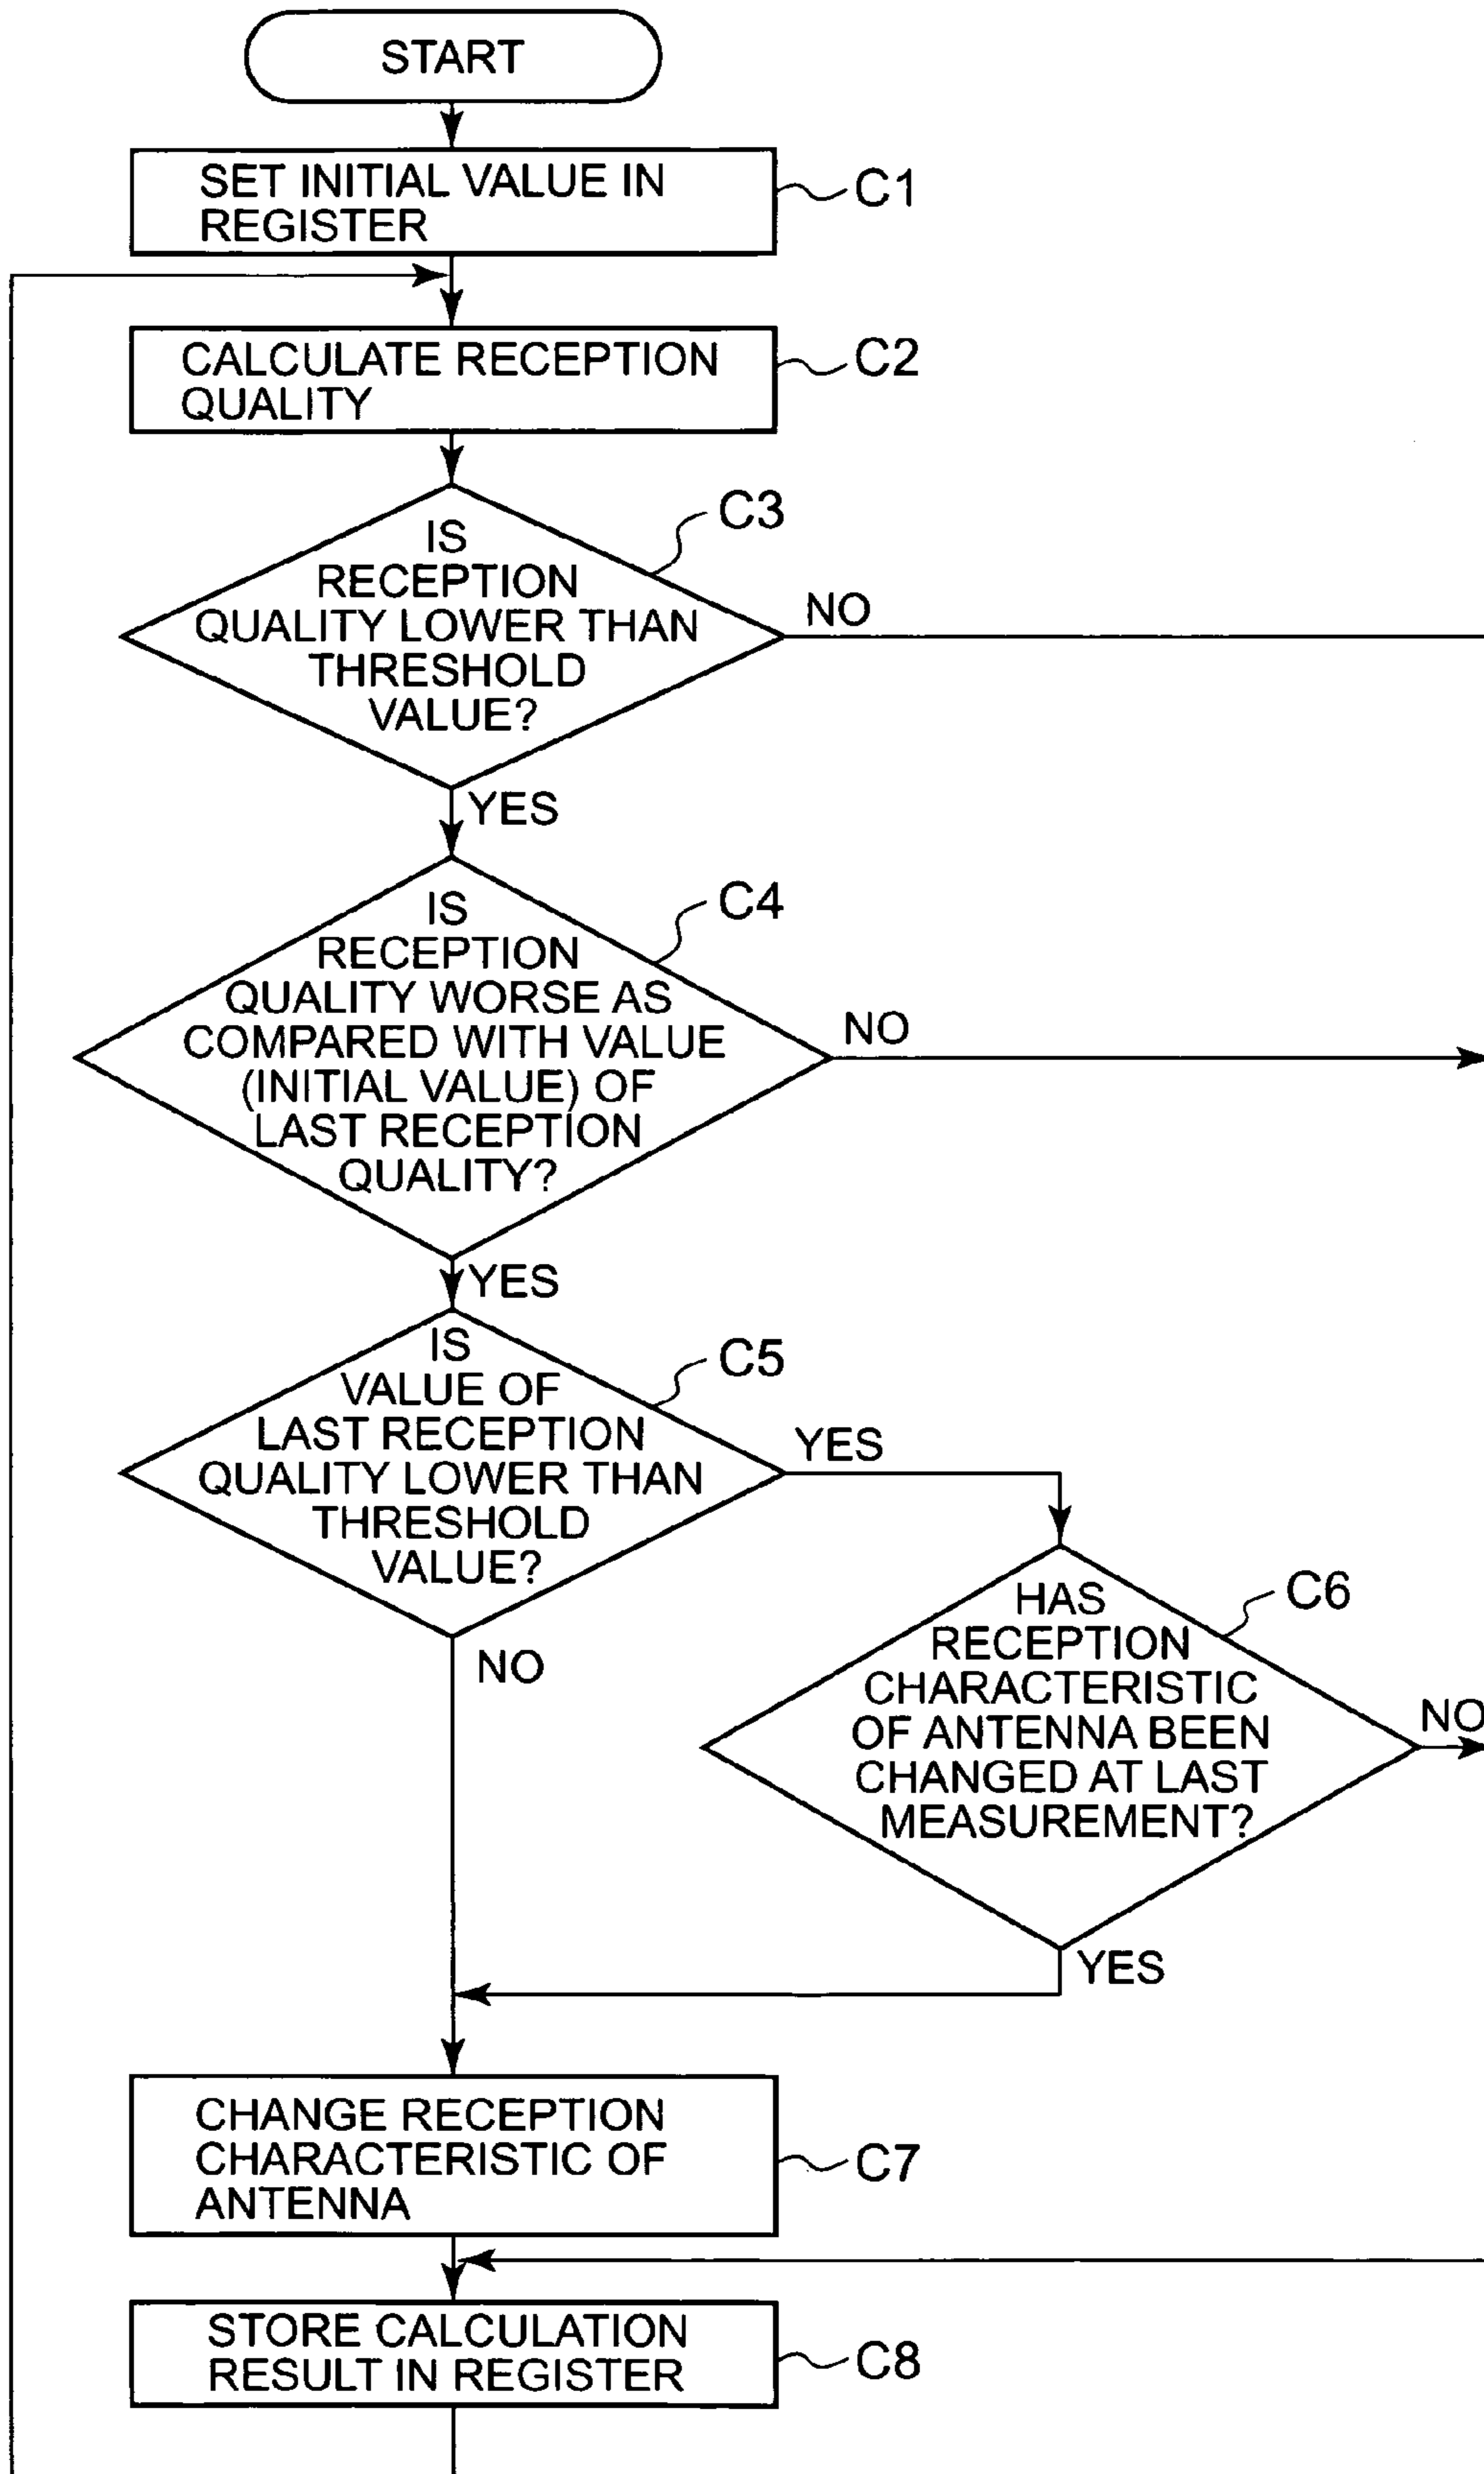 START
SET INITIAL VALUE IN
REGISTER
C1
CALCULATE RECEPTION
QUALITY
C2
C3
IS
RECEPTION
QUALITY LOWER THAN
THRESHOLD
VALUE?
NO
YES
C4
IS
RECEPTION
QUALITY WORSE AS
COMPARED WITH VALUE
(INITIAL VALUE) OF
LAST RECEPTION
QUALITY?
NO
YES
C5
IS
VALUE OF
LAST RECEPTION
QUALITY LOWER THAN
THRESHOLD
VALUE?
YES
NO
C6
HAS
RECEPTION
CHARACTERISTIC
OF ANTENNA BEEN
CHANGED AT LAST
MEASUREMENT?
NO
YES
CHANGE RECEPTION
CHARACTERISTIC OF
ANTENNA
C7
STORE CALCULATION
RESULT IN REGISTER
C8